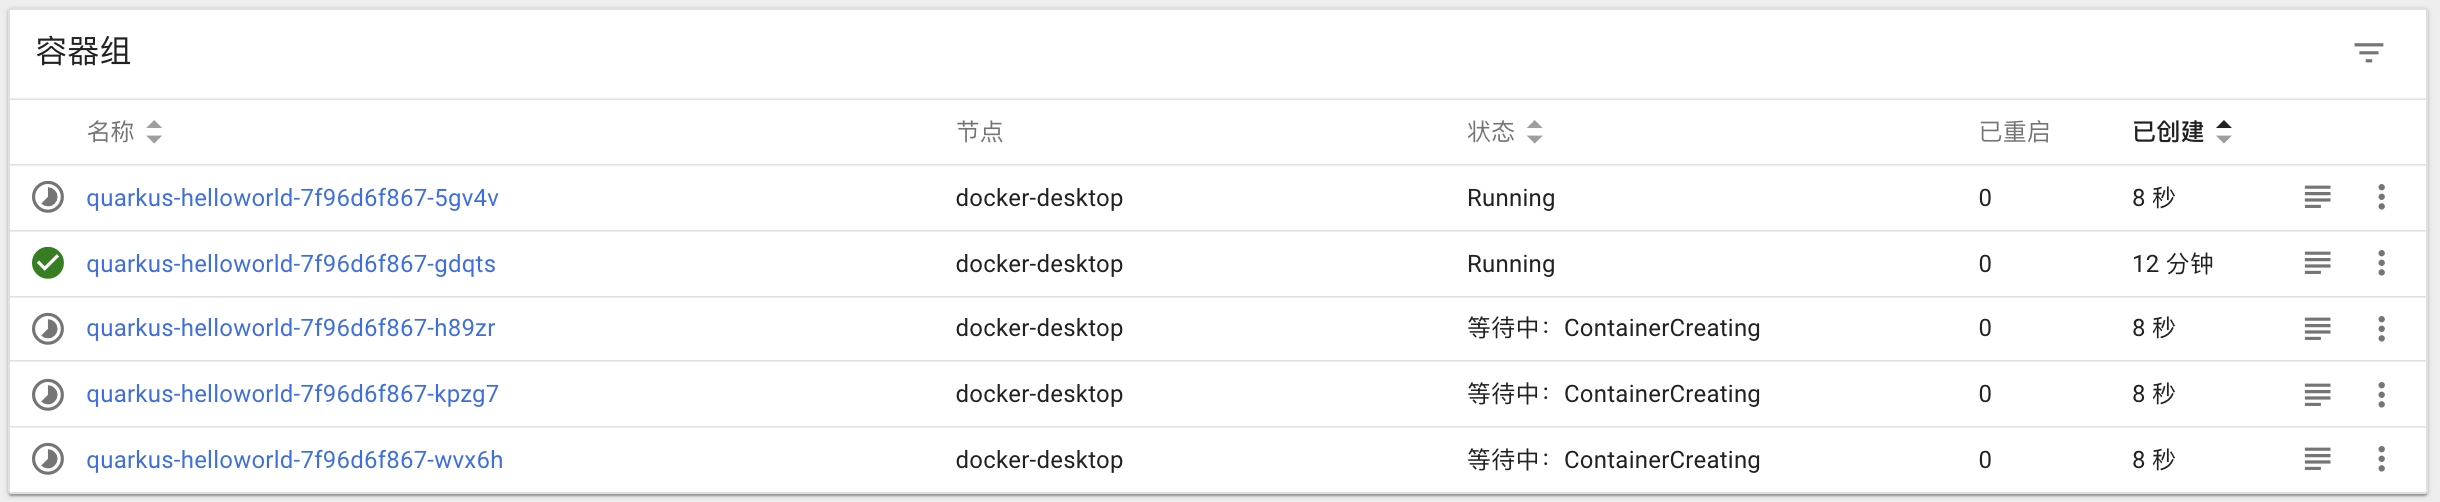 容器组
名称 节点 状态 已重启 已创建
quarkus-helloworld-7f96d6f867-5gv4v docker-desktop Running 0 8 秒
quarkus-helloworld-7f96d6f867-gdqts docker-desktop Running 0 12 分钟
quarkus-helloworld-7f96d6f867-h89zr docker-desktop 等待中：ContainerCreating 0 8 秒
quarkus-helloworld-7f96d6f867-kpzg7 docker-desktop 等待中：ContainerCreating 0 8 秒
quarkus-helloworld-7f96d6f867-wvx6h docker-desktop 等待中：ContainerCreating 0 8 秒